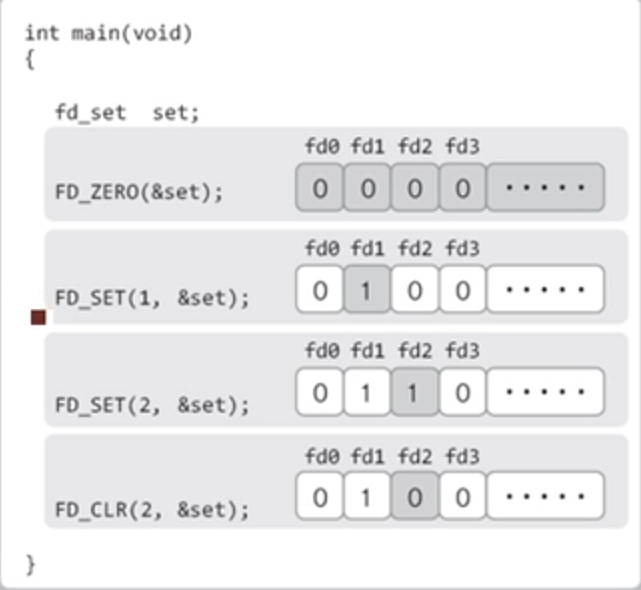 int main(void)
{
fd_set set;
fd0 fd1 fd2 fd3
FD_ZERO(&set); 0 0 0 0 ·····
fd0 fd1 fd2 fd3
FD_SET(1, &set); 0 1 0 0 ·····
fd0 fd1 fd2 fd3
FD_SET(2, &set); 0 1 1 0 ·····
fd0 fd1 fd2 fd3
FD_CLR(2, &set); 0 1 0 0 ·····
}